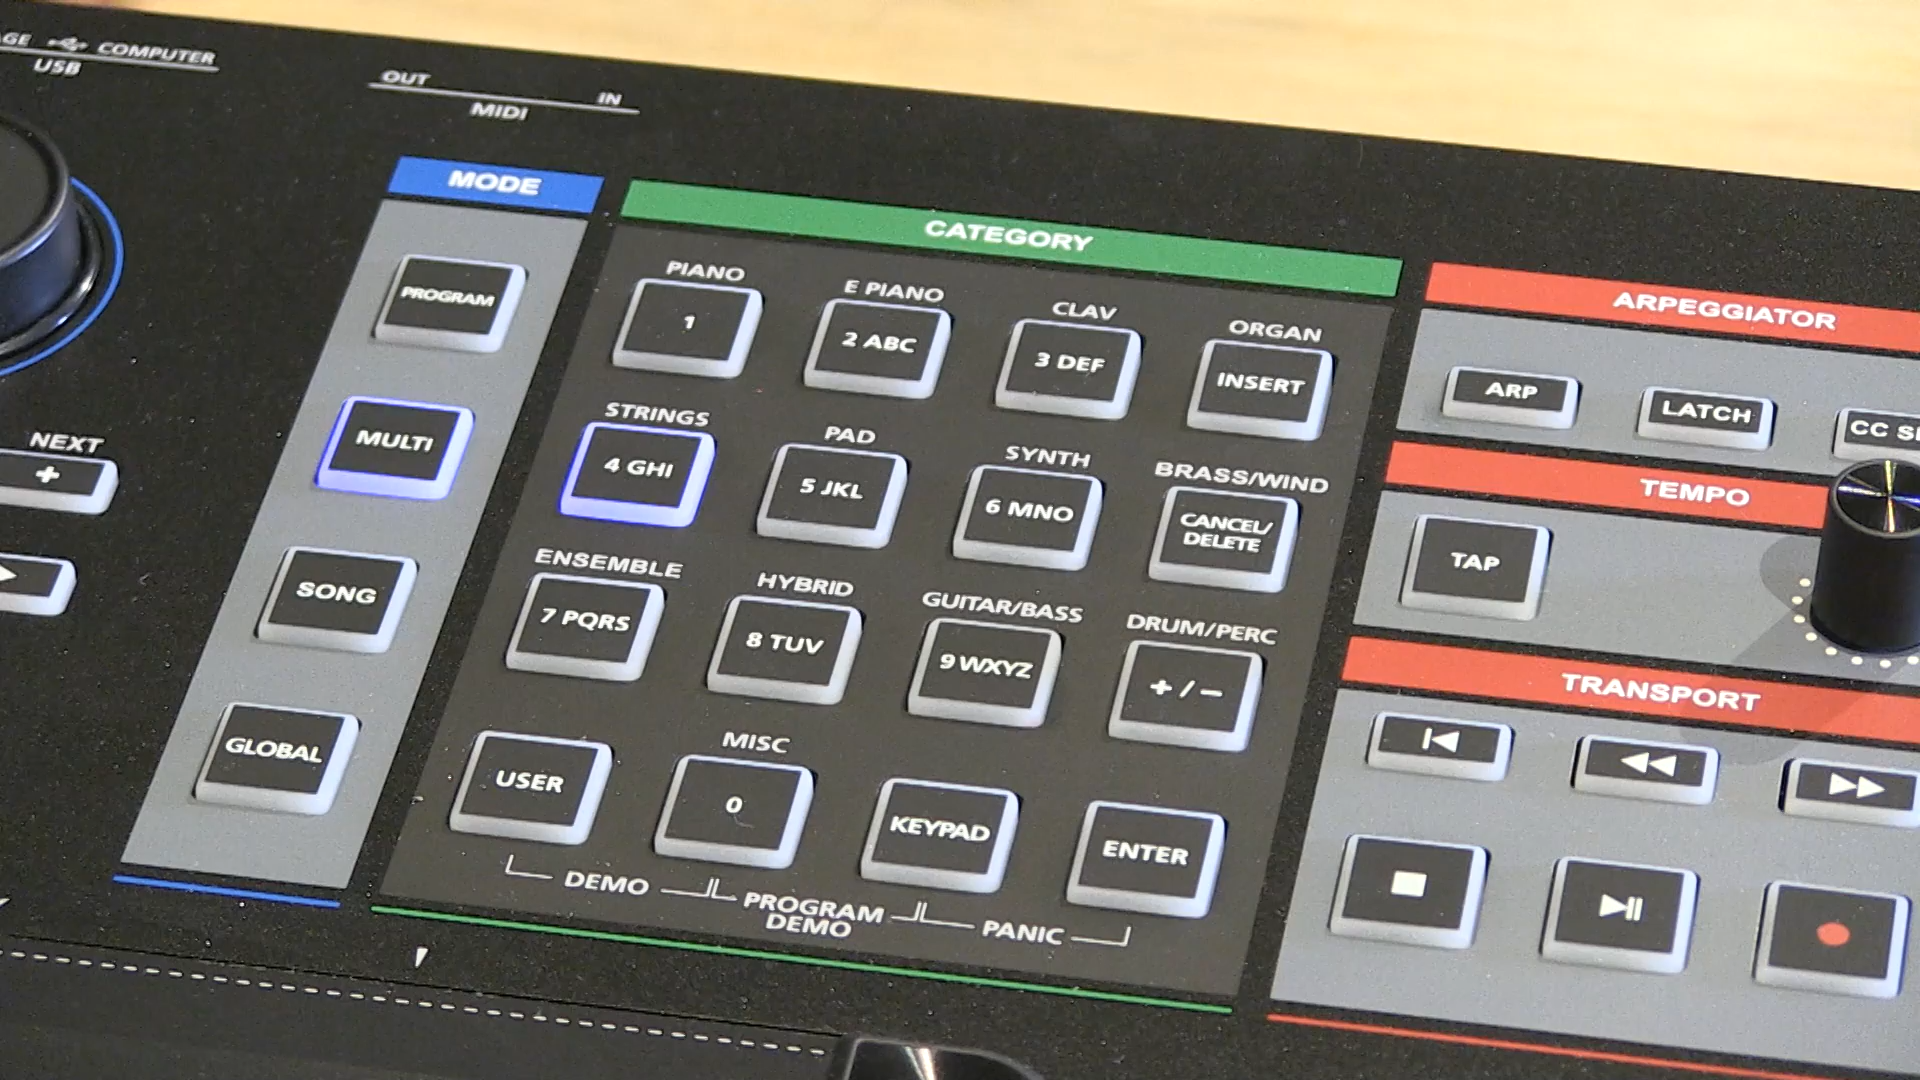 COMPUTER
USB
OUT
IN
MIDI
MODE
CATEGORY
ARPEGGIATOR
PIANO
E PIANO
CLAV
ORGAN
PROGRAM
1
2 ABC
3 DEF
INSERT
ARP
LATCH
CC
NEXT
+
MULTI
STRINGS
PAD
SYNTH
BRASS/WIND
4 GHI
5 JKL
6 MNO
CANCEL/
DELETE
TEMPO
TAP
SONG
ENSEMBLE
HYBRID
GUITAR/BASS
DRUM/PERC
7 PQRS
8 TUV
9 WXYZ
+ / −
TRANSPORT
GLOBAL
MISC
USER
0
KEYPAD
ENTER
DEMO
PROGRAM
DEMO
PANIC